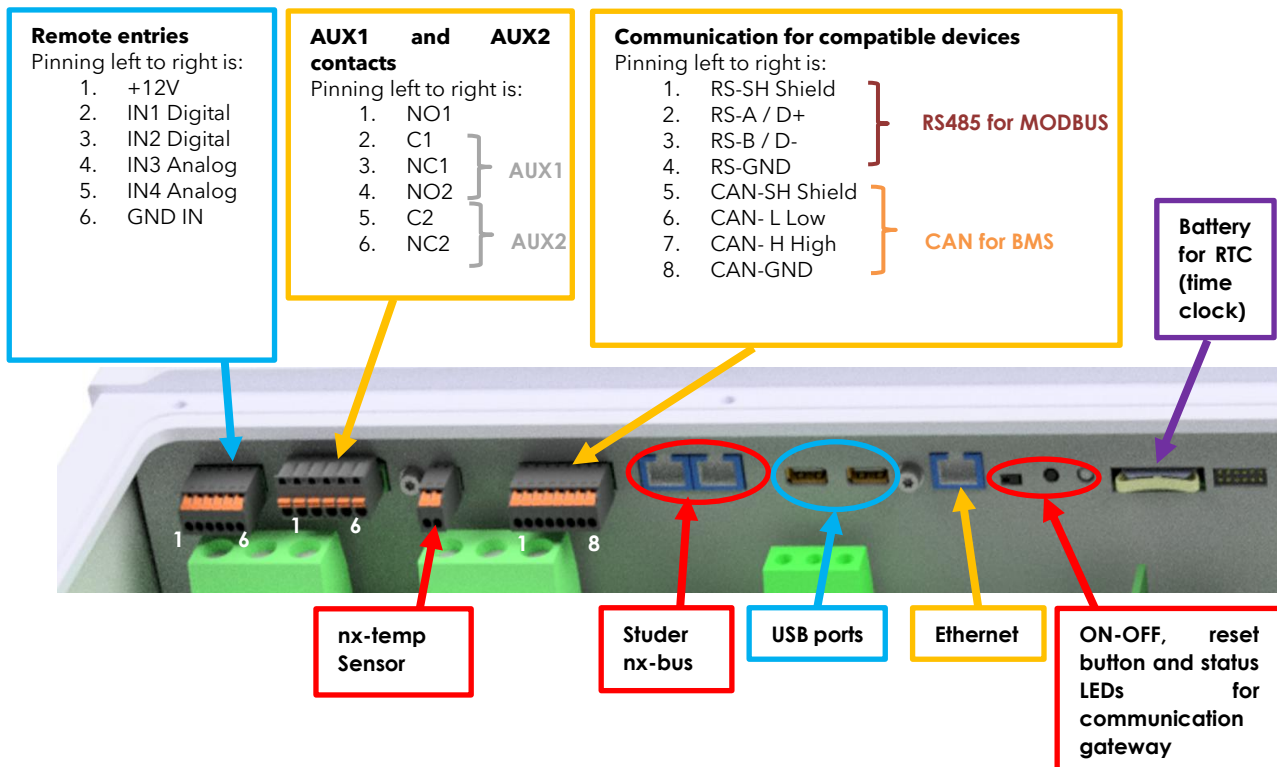 Remote entries
Pinning left to right is:
1. +12V
2. IN1 Digital
3. IN2 Digital
4. IN3 Analog
5. IN4 Analog
6. GND IN
AUX1 and AUX2
contacts
Pinning left to right is:
1. NO1
2. C1
3. NC1
4. NO2
5. C2
6. NC2
AUX1
AUX2
Communication for compatible devices
Pinning left to right is:
1. RS-SH Shield
2. RS-A / D+
3. RS-B / D-
4. RS-GND
5. CAN-SH Shield
6. CAN- L Low
7. CAN- H High
8. CAN-GND
RS485 for MODBUS
CAN for BMS
Battery
for RTC
(time
clock)
1 6
1 6
1 8
nx-temp
Sensor
Studer
nx-bus
USB ports
Ethernet
ON-OFF, reset
button and status
LEDs for
communication
gateway